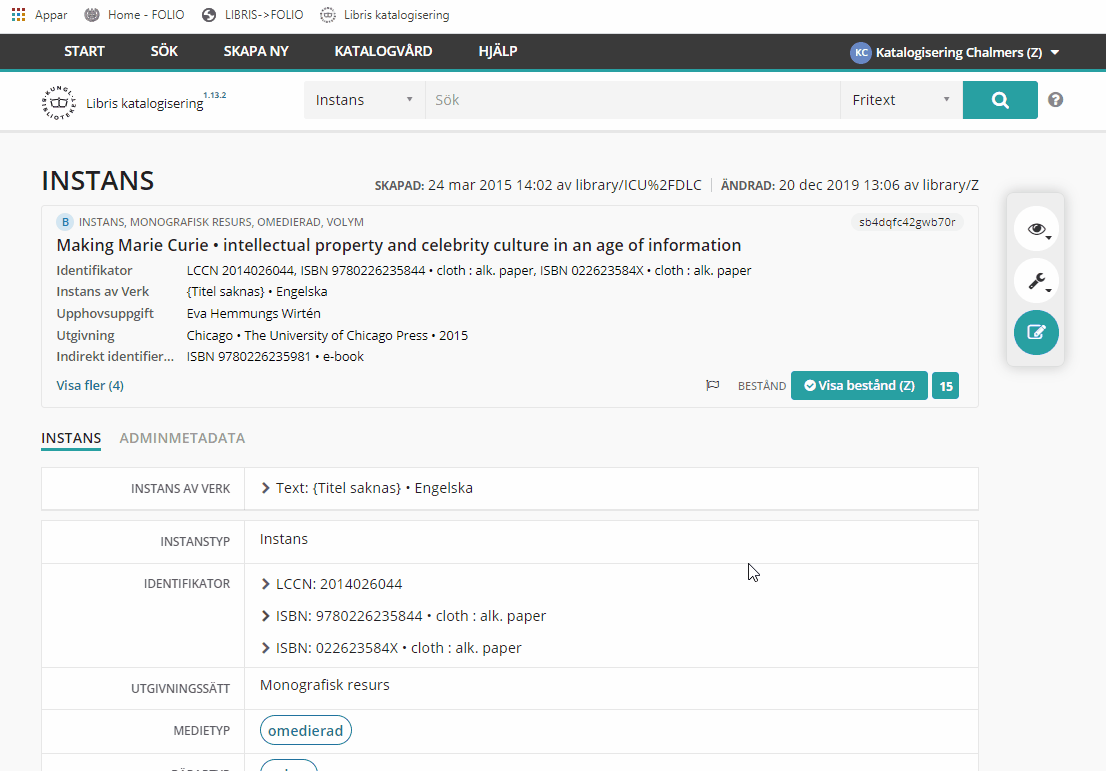 Appar Home - FOLIO LIBRIS->FOLIO Libris katalogisering
START SÖK SKAPA NY KATALOGVÅRD HJÄLP KC Katalogisering Chalmers (Z)
KUNGL. BIBLIOTEKET Libris katalogisering 1.13.2 Instans Sök Fritext ?
INSTANS
SKAPAD: 24 mar 2015 14:02 av library/ICU%2FDLC ÄNDRAD: 20 dec 2019 13:06 av library/Z
B INSTANS, MONOGRAFISK RESURS, OMEDIERAD, VOLYM sb4dqfc42gwb70r
Making Marie Curie • intellectual property and celebrity culture in an age of information
Identifikator LCCN 2014026044, ISBN 9780226235844 • cloth : alk. paper, ISBN 022623584X • cloth : alk. paper
Instans av Verk {Titel saknas} • Engelska
Upphovsuppgift Eva Hemmungs Wirtén
Utgivning Chicago • The University of Chicago Press • 2015
Indirekt identifier... ISBN 9780226235981 • e-book
Visa fler (4) BESTÅND Visa bestånd (Z) 15
INSTANS ADMINMETADATA
INSTANS AV VERK Text: {Titel saknas} • Engelska
INSTANSTYP Instans
IDENTIFIKATOR LCCN: 2014026044
ISBN: 9780226235844 • cloth : alk. paper
ISBN: 022623584X • cloth : alk. paper
UTGIVNINGSSÄTT Monografisk resurs
MEDIETYP omedierad